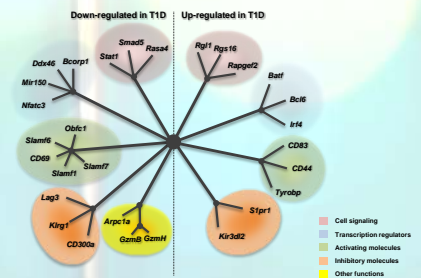 Down-regulated in T1D
Up-regulated in T1D
Smad5
Rasa4
Stat1
Rgl1
Rgs16
Rapgef2
Ddx46
Bcorp1
Mir150
Nfatc3
Batf
Bcl6
Irf4
Obfc1
Slamf6
CD69
Slamf7
Slamf1
CD83
CD44
Tyrobp
Lag3
Klrg1
CD300a
Arpc1a
GzmB
GzmH
S1pr1
Kir3dl2
Cell signaling
Transcription regulators
Activating molecules
Inhibitory molecules
Other functions